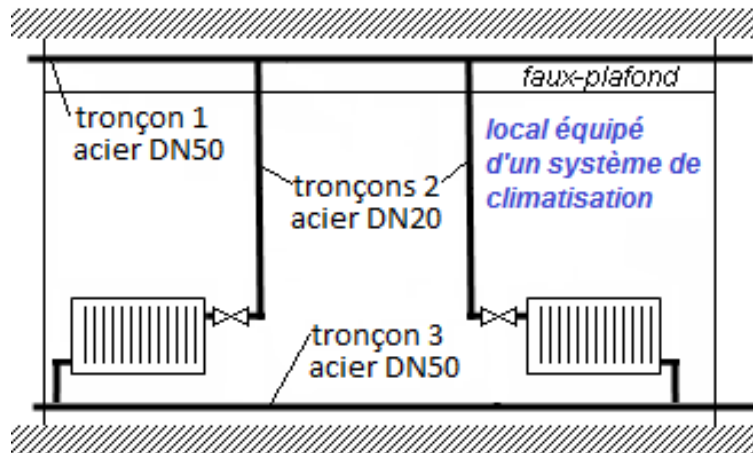 faux-plafond
tronçon 1
acier DN50
local équipé
d'un système de
climatisation
tronçons 2
acier DN20
tronçon 3
acier DN50